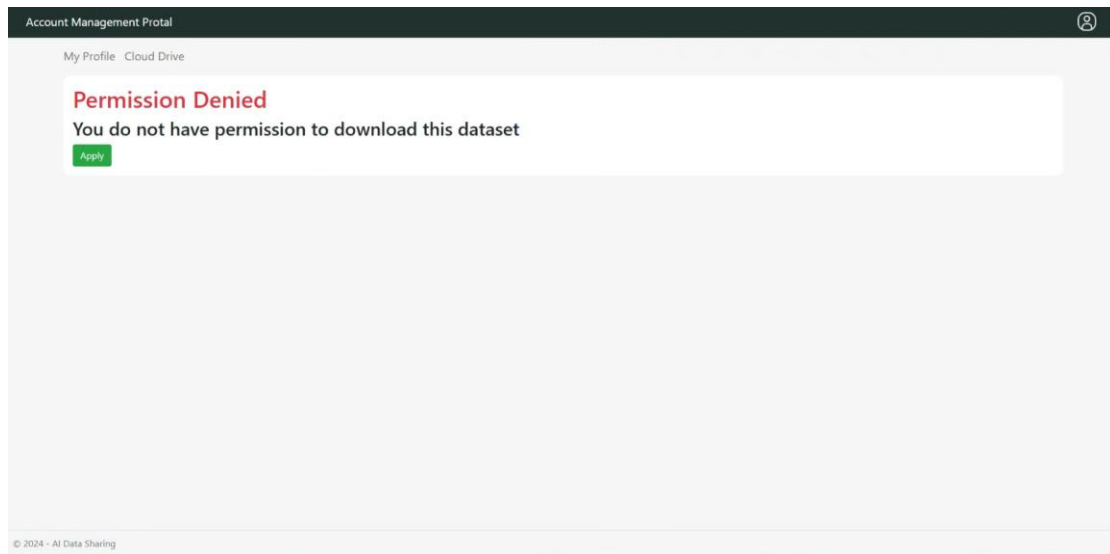 Account Management Protal
My Profile Cloud Drive
Permission Denied
You do not have permission to download this dataset
Apply
© 2024 - AI Data Sharing